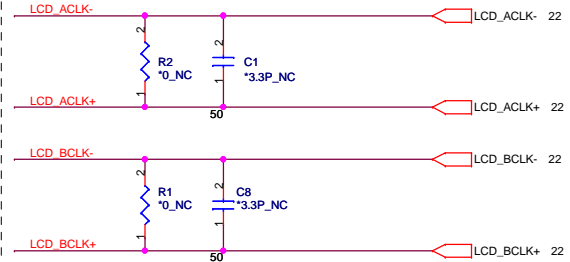 LCD_ACLK- LCD_ACLK- 22
2 2
R2 C1
*0_NC *3.3P_NC
1 1
LCD_ACLK+ LCD_ACLK+ 22
50
LCD_BCLK- LCD_BCLK- 22
2 2
R1 C8
*0_NC *3.3P_NC
1 1
LCD_BCLK+ LCD_BCLK+ 22
50